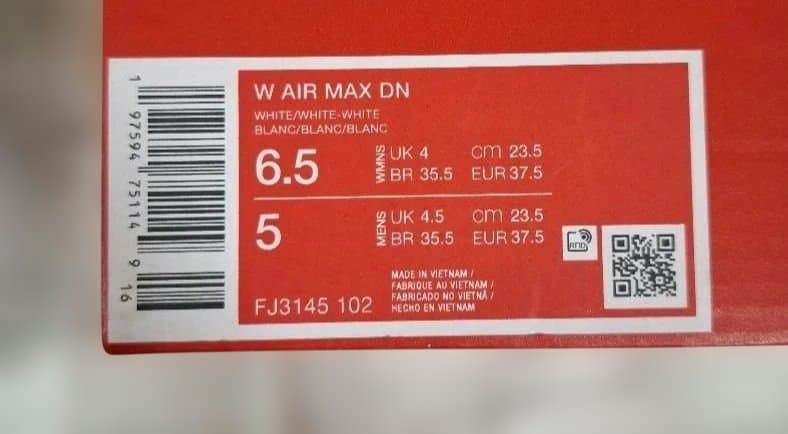 W AIR MAX DN
WHITE/WHITE-WHITE
BLANC/BLANC/BLANC
6.5
WMNS
UK 4 cm 23.5
BR 35.5 EUR 37.5
5
MENS
UK 4.5 cm 23.5
BR 35.5 EUR 37.5
FJ3145 102
MADE IN VIETNAM /
FABRIQUE AU VIETNAM /
FABRICADO NO VIETNÃ /
HECHO EN VIETNAM
1 97594 75114 9 16